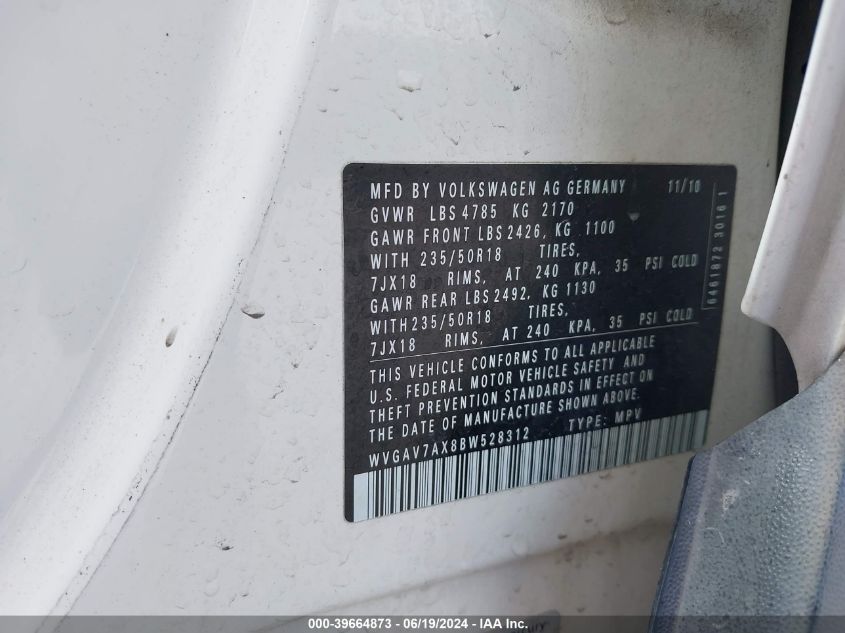 MFD BY VOLKSWAGEN AG GERMANY 11/10
GVWR LBS 4785 KG 2170
GAWR FRONT LBS 2426, KG 1100
WITH 235/50R18 TIRES,
7JX18 RIMS, AT 240 KPA, 35 PSI COLD
GAWR REAR LBS 2492, KG 1130
WITH 235/50R18 TIRES,
7JX18 RIMS, AT 240 KPA, 35 PSI COLD
THIS VEHICLE CONFORMS TO ALL APPLICABLE
U.S. FEDERAL MOTOR VEHICLE SAFETY AND
THEFT PREVENTION STANDARDS IN EFFECT ON
THE DATE OF MANUFACTURE SHOWN ABOVE.
WVGAV7AX8BW528312 TYPE: MPV
6461872 3016 1
000-39664873 - 06/19/2024 - IAA Inc.